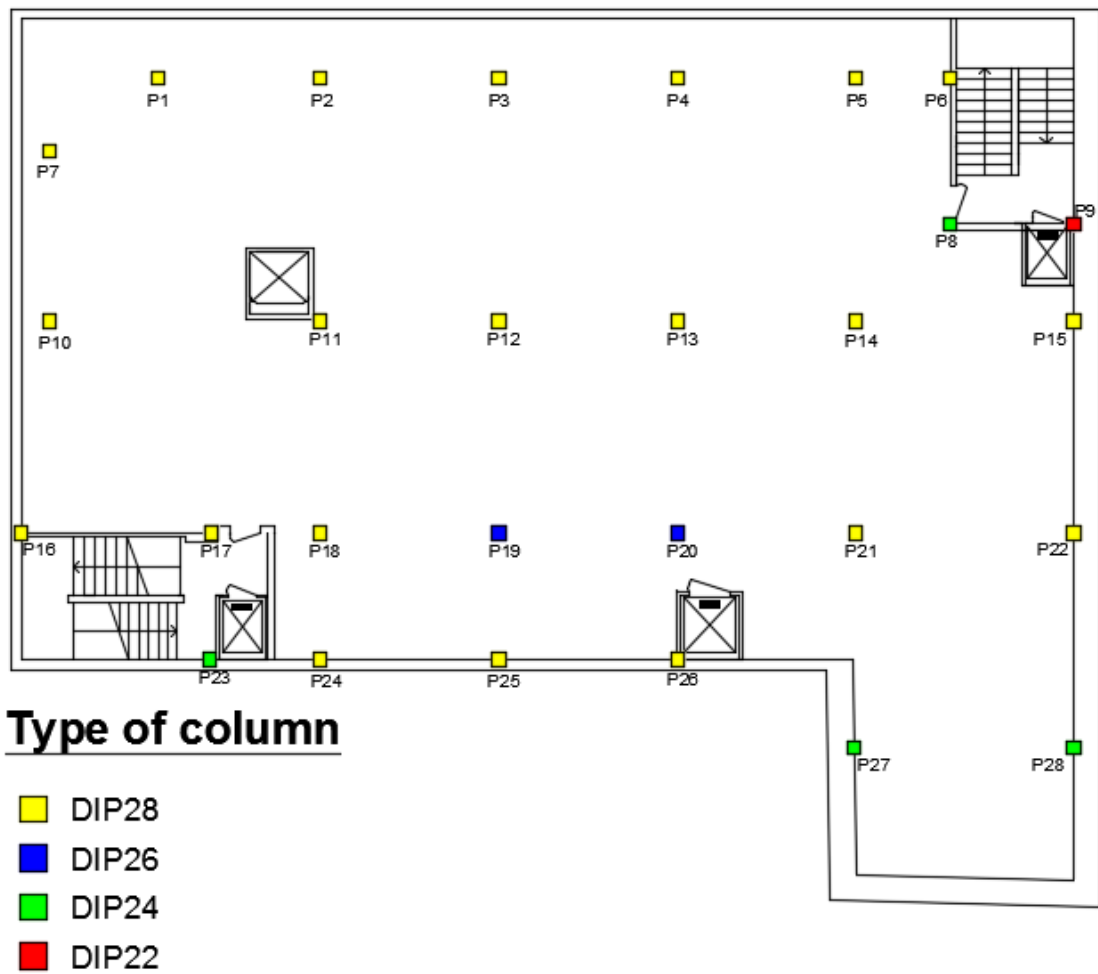 P1 P2 P3 P4 P5 P6
P7
P9
P8
P10 P11 P12 P13 P14 P15
P16 P17 P18 P19 P20 P21 P22
P23 P24 P25 P26
Type of column
P27 P28
DIP28
DIP26
DIP24
DIP22